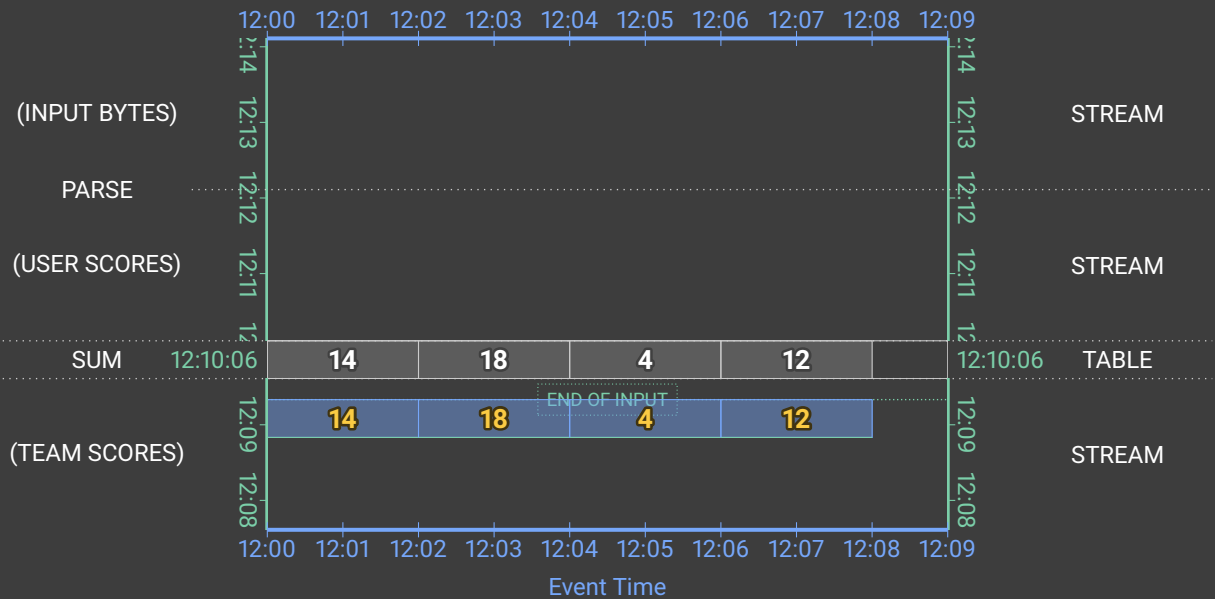 12:00 12:01 12:02 12:03 12:04 12:05 12:06 12:07 12:08 12:09
12:14 12:14
(INPUT BYTES) 12:13 12:13 STREAM
PARSE 12:12 12:12
(USER SCORES) 12:11 12:11 STREAM
SUM 12:10:06 14 18 4 12 12:10:06 TABLE
END OF INPUT
14 18 4 12
12:09 12:09
(TEAM SCORES) STREAM
12:08 12:08
12:00 12:01 12:02 12:03 12:04 12:05 12:06 12:07 12:08 12:09
Event Time